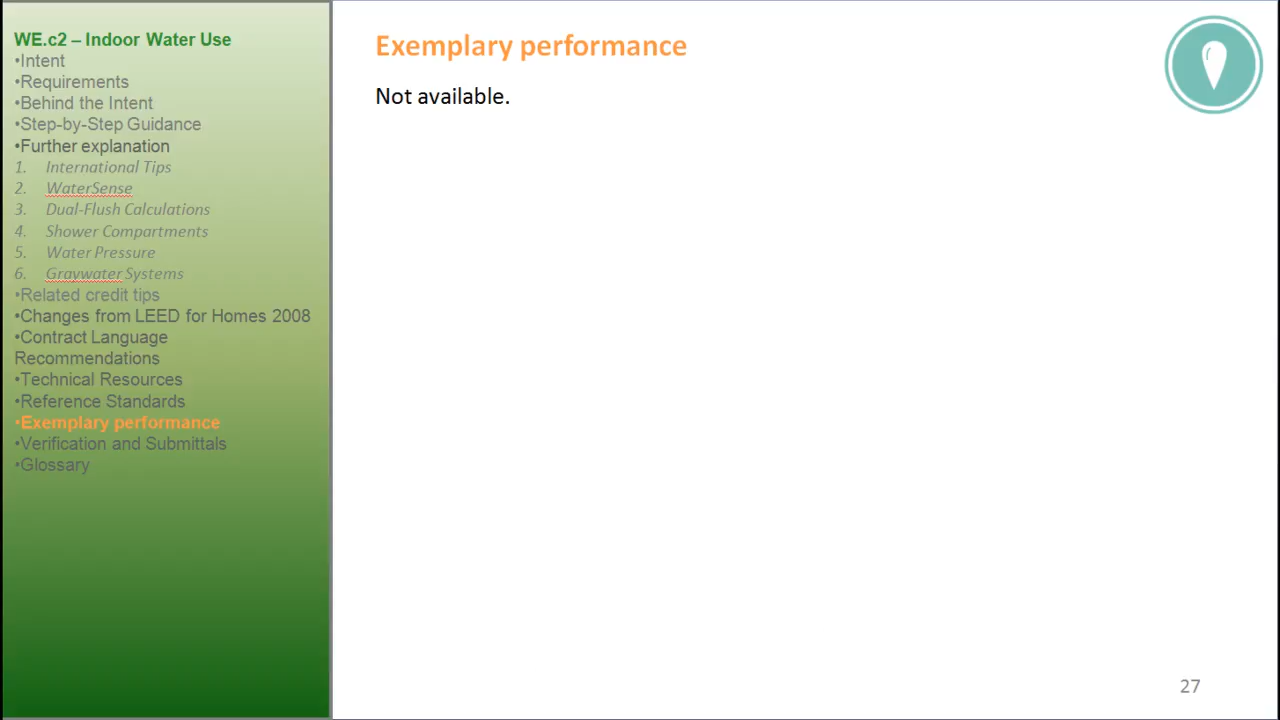 WE.c2 – Indoor Water Use
•Intent
•Requirements
•Behind the Intent
•Step-by-Step Guidance
•Further explanation
1. International Tips
2. WaterSense
3. Dual-Flush Calculations
4. Shower Compartments
5. Water Pressure
6. Graywater Systems
•Related credit tips
•Changes from LEED for Homes 2008
•Contract Language
Recommendations
•Technical Resources
•Reference Standards
•Exemplary performance
•Verification and Submittals
•Glossary
Exemplary performance
Not available.
27